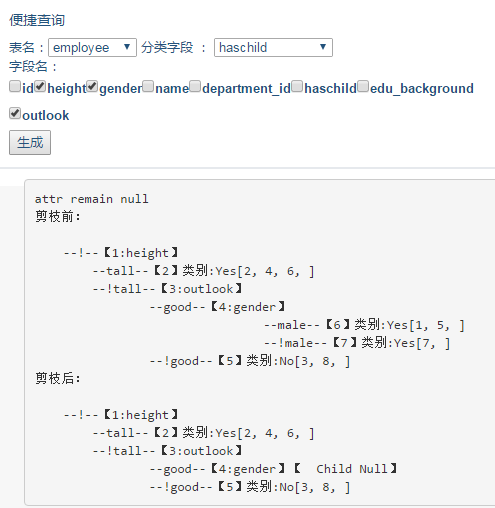 便捷查询
表名：employee 分类字段 ： haschild
字段名：
id height gender name department_id haschild edu_background
outlook
生成
attr remain null
剪枝前：
--!--【1:height】
--tall--【2】类别:Yes[2, 4, 6, ]
--!tall--【3:outlook】
--good--【4:gender】
--male--【6】类别:Yes[1, 5, ]
--!male--【7】类别:Yes[7, ]
--!good--【5】类别:No[3, 8, ]
剪枝后：
--!--【1:height】
--tall--【2】类别:Yes[2, 4, 6, ]
--!tall--【3:outlook】
--good--【4:gender】【  Child Null】
--!good--【5】类别:No[3, 8, ]